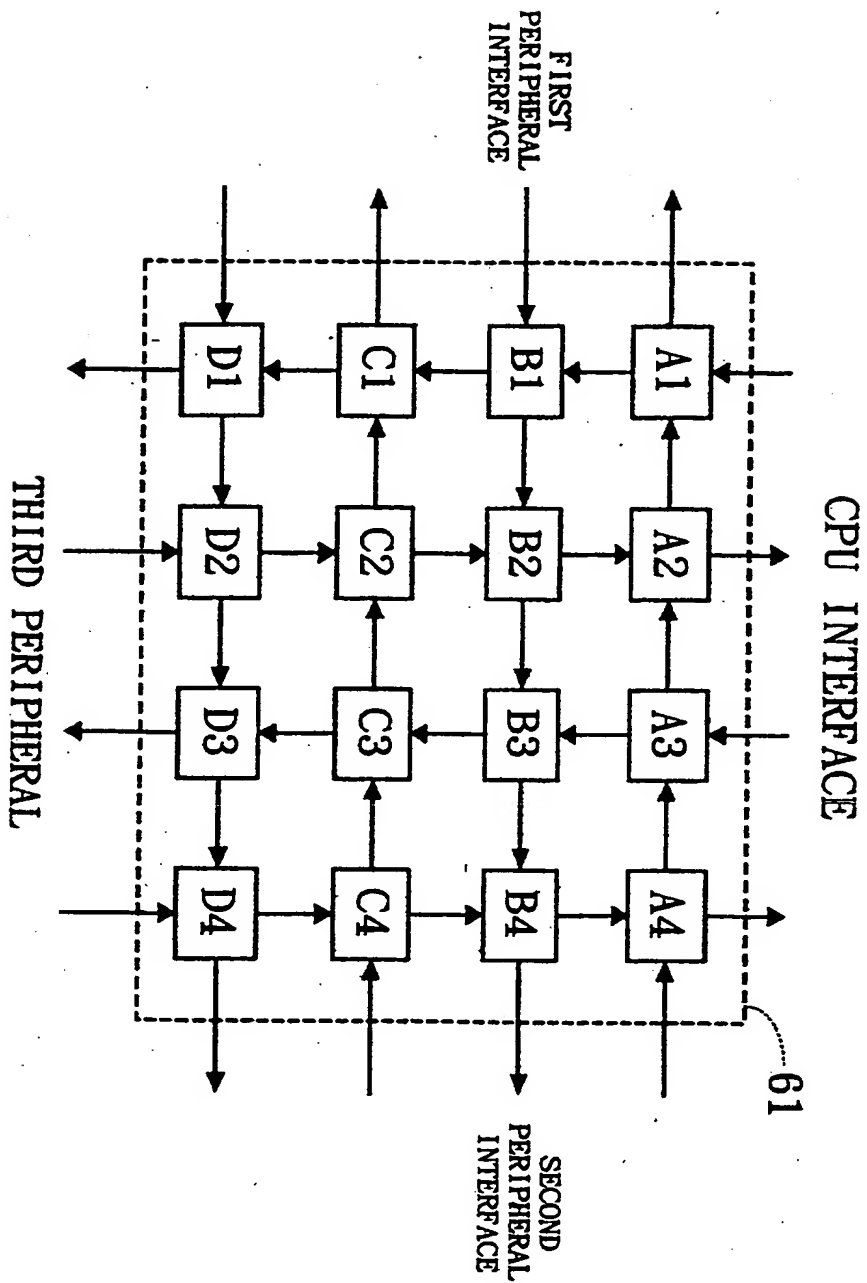 CPU INTERFACE
61
FIRST
PERIPHERAL
INTERFACE
A1 A2 A3 A4
B1 B2 B3 B4
C1 C2 C3 C4
D1 D2 D3 D4
SECOND
PERIPHERAL
INTERFACE
THIRD PERIPHERAL